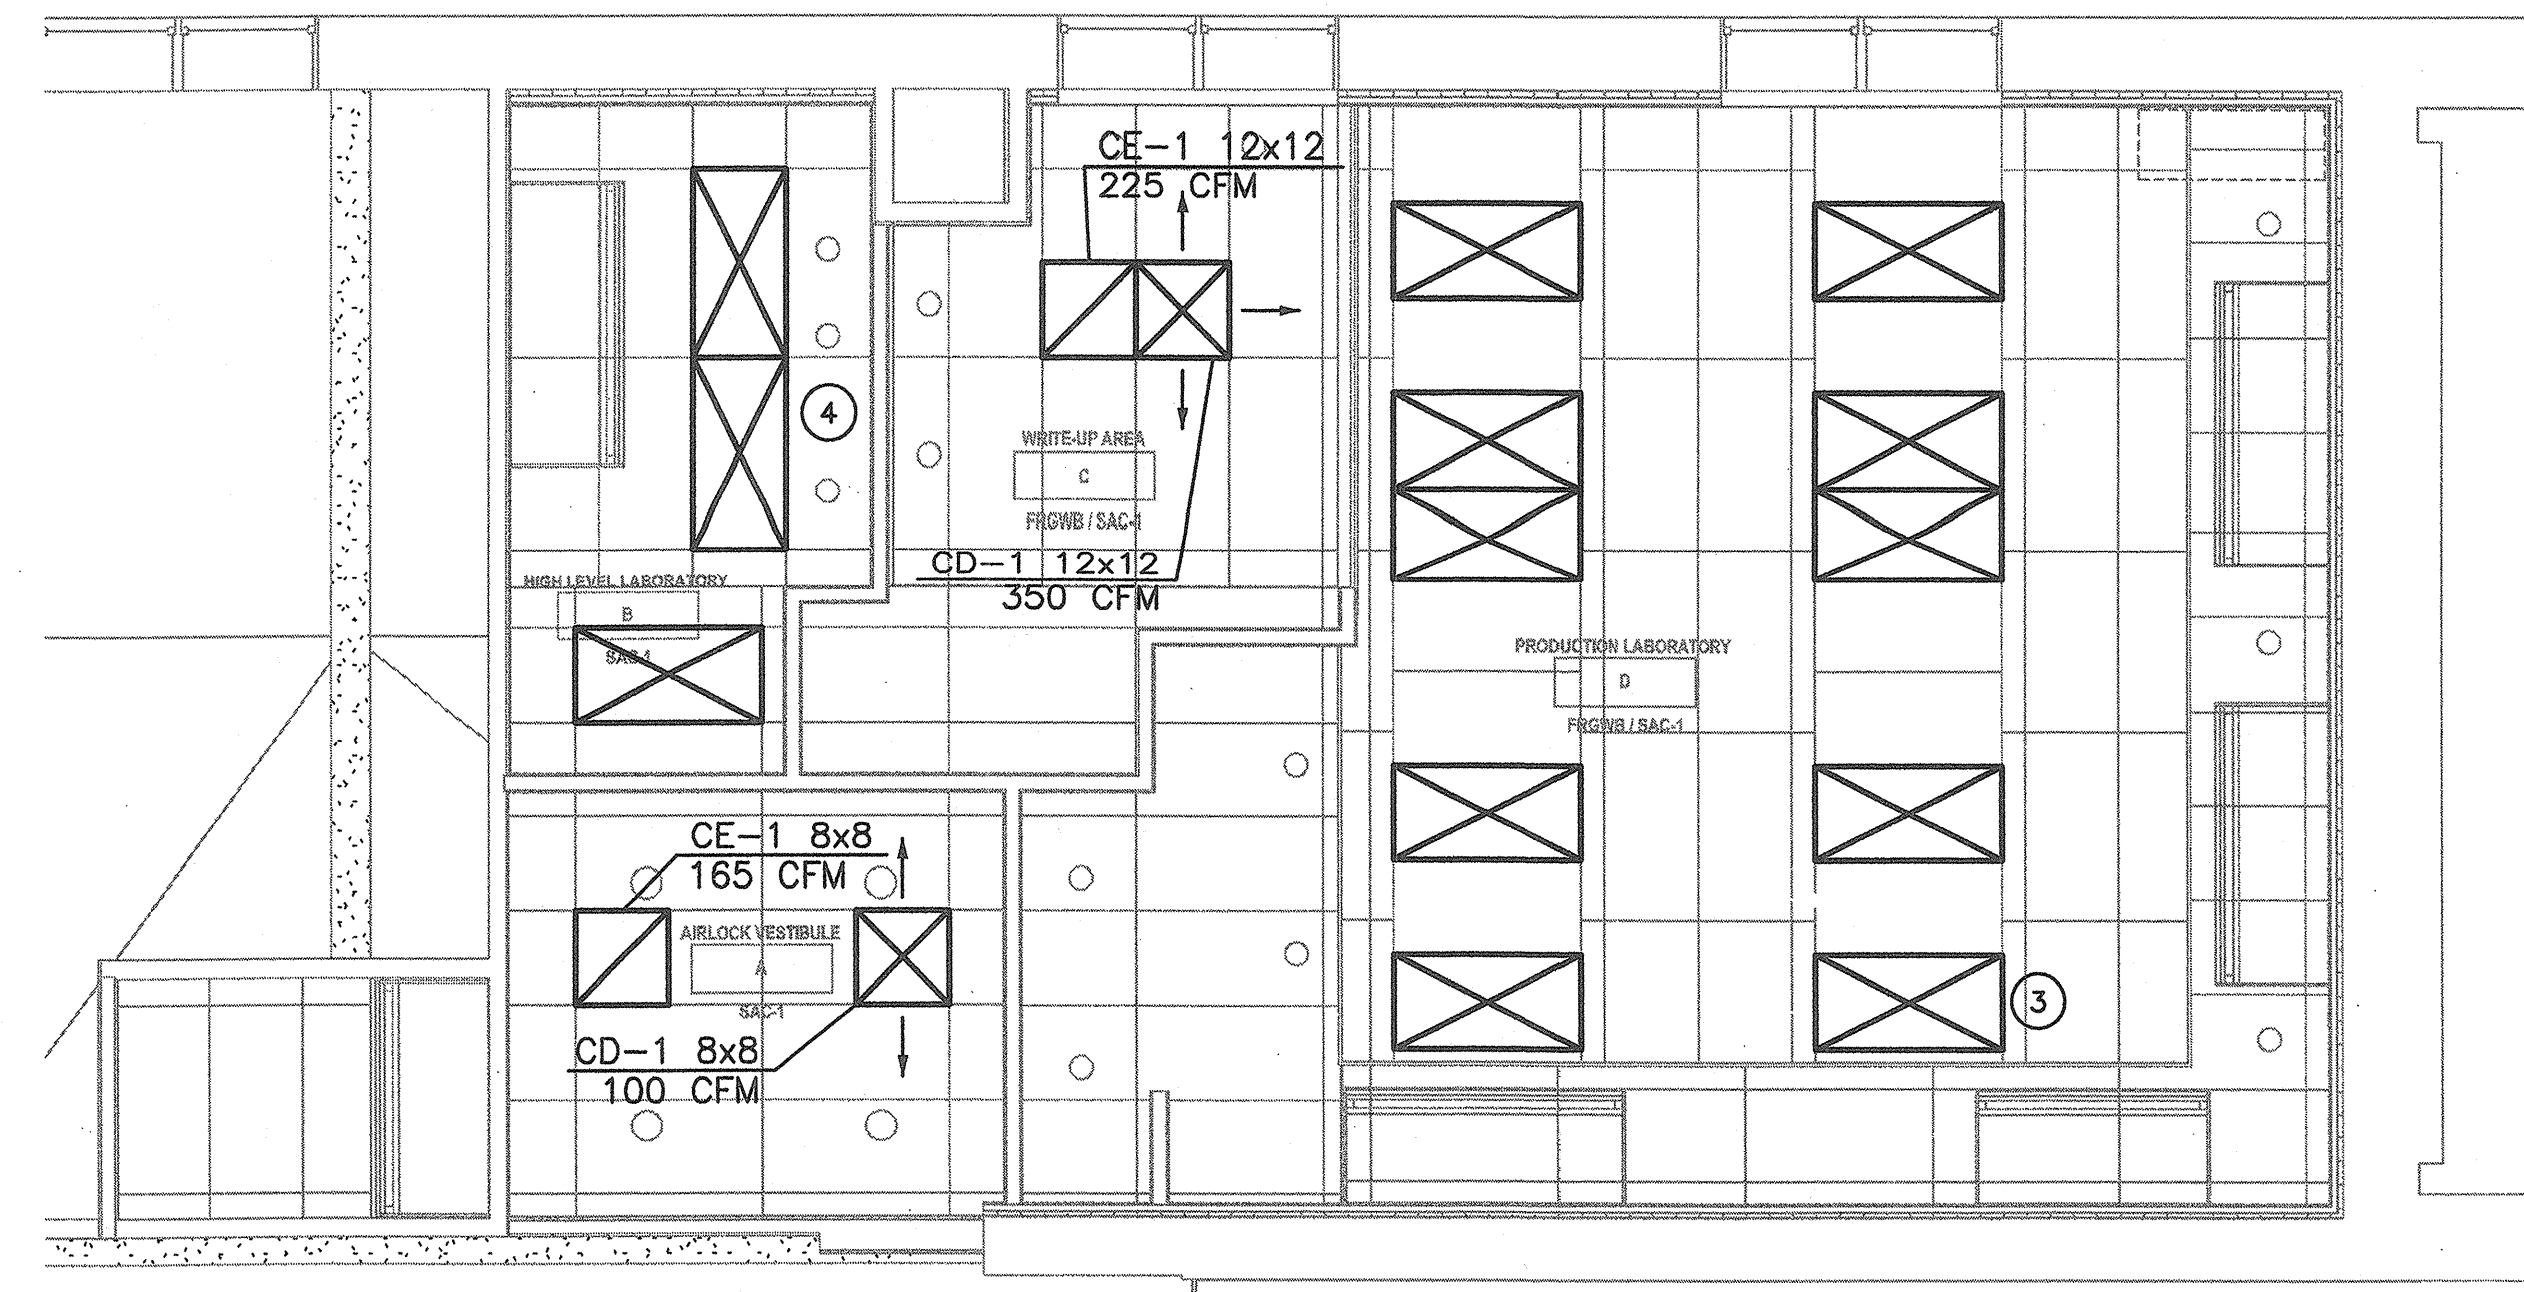 CE-1 12x12
225 CFM
4
WRITE-UP AREA
C
FRGWB / SAC-1
CD-1 12x12
350 CFM
HIGH LEVEL LABORATORY
B
SAC-1
PRODUCTION LABORATORY
D
FRGWB / SAC-1
CE-1 8x8
165 CFM
AIRLOCK VESTIBULE
A
SAC-1
3
CD-1 8x8
100 CFM